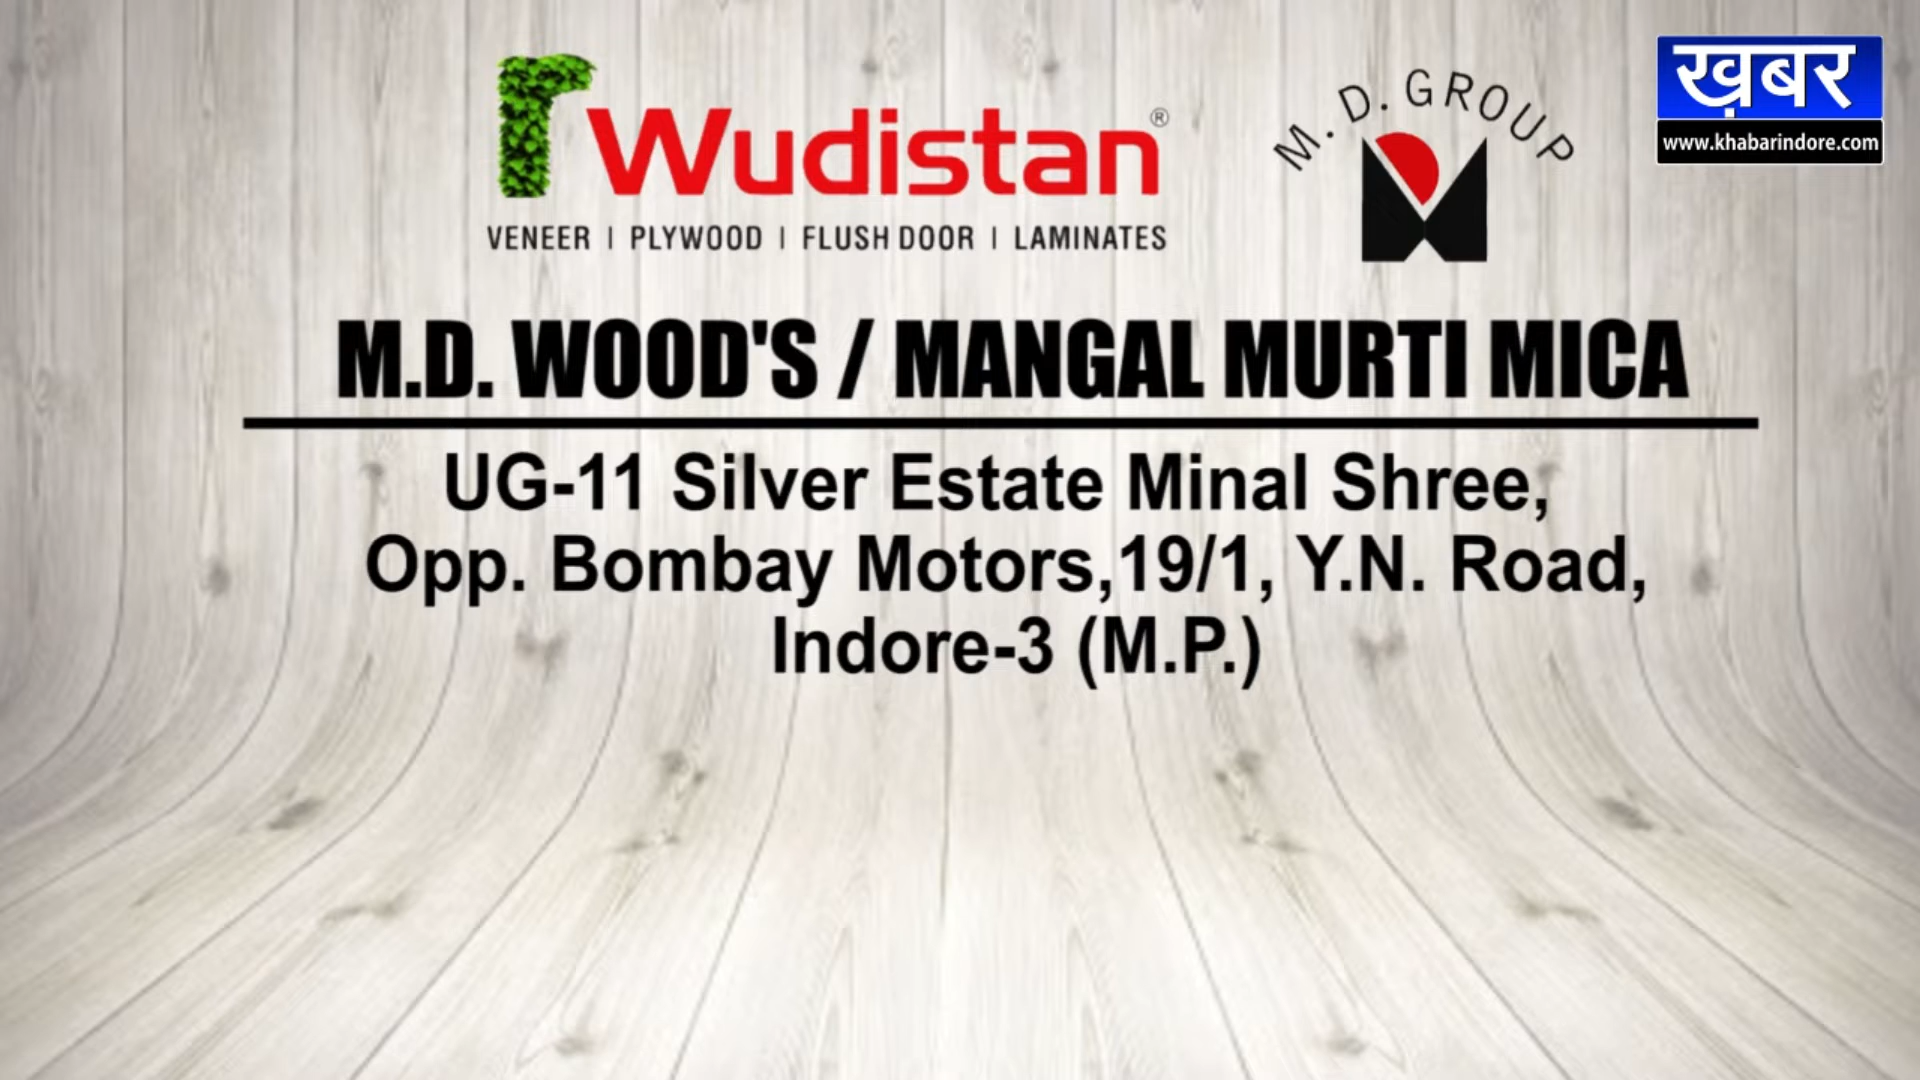 Wudistan®
VENEER | PLYWOOD | FLUSH DOOR | LAMINATES
M. D. GROUP
ख़बर
www.khabarindore.com
M.D. WOOD'S / MANGAL MURTI MICA
UG-11 Silver Estate Minal Shree,
Opp. Bombay Motors,19/1, Y.N. Road,
Indore-3 (M.P.)